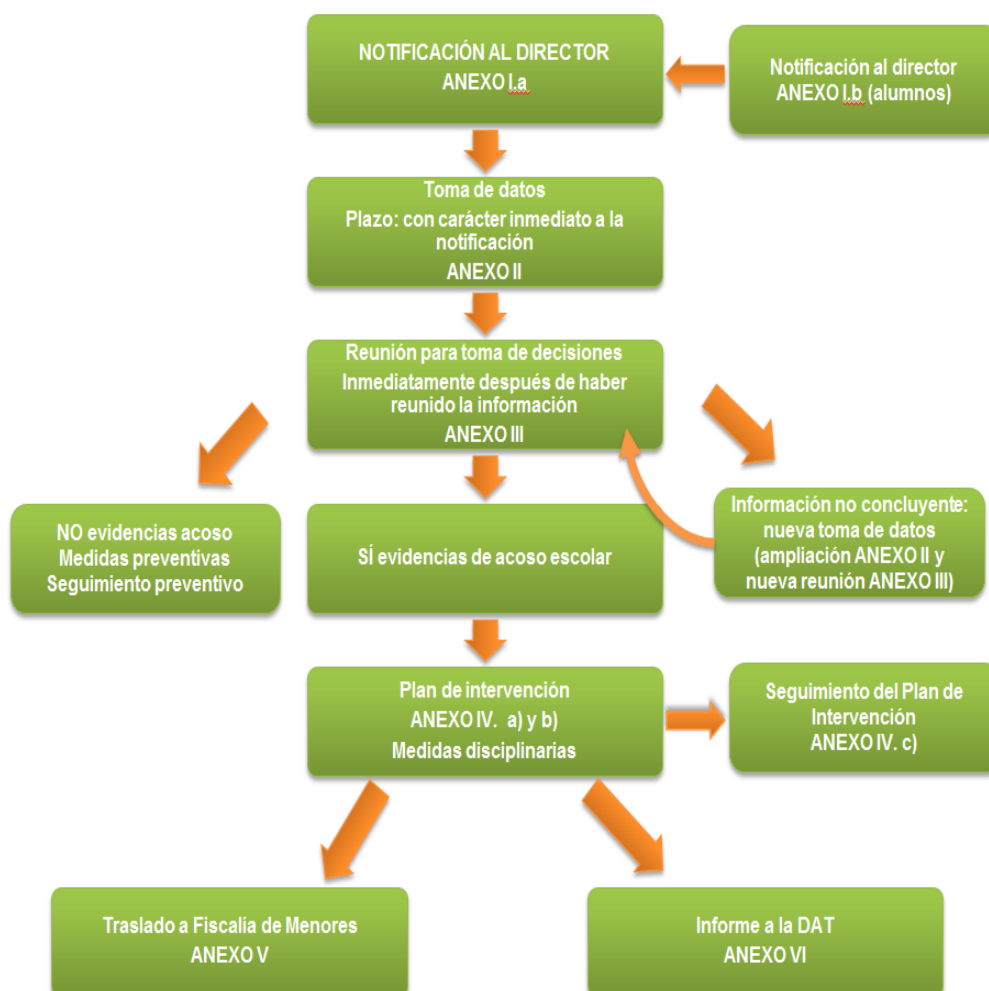 NOTIFICACIÓN AL DIRECTOR
ANEXO I.a
Notificación al director
ANEXO I.b (alumnos)
Toma de datos
Plazo: con carácter inmediato a la
notificación
ANEXO II
Reunión para toma de decisiones
Inmediatamente después de haber
reunido la información
ANEXO III
NO evidencias acoso
Medidas preventivas
Seguimiento preventivo
SÍ evidencias de acoso escolar
Información no concluyente:
nueva toma de datos
(ampliación ANEXO II y
nueva reunión ANEXO III)
Plan de intervención
ANEXO IV. a) y b)
Medidas disciplinarias
Seguimiento del Plan de
Intervención
ANEXO IV. c)
Traslado a Fiscalía de Menores
ANEXO V
Informe a la DAT
ANEXO VI